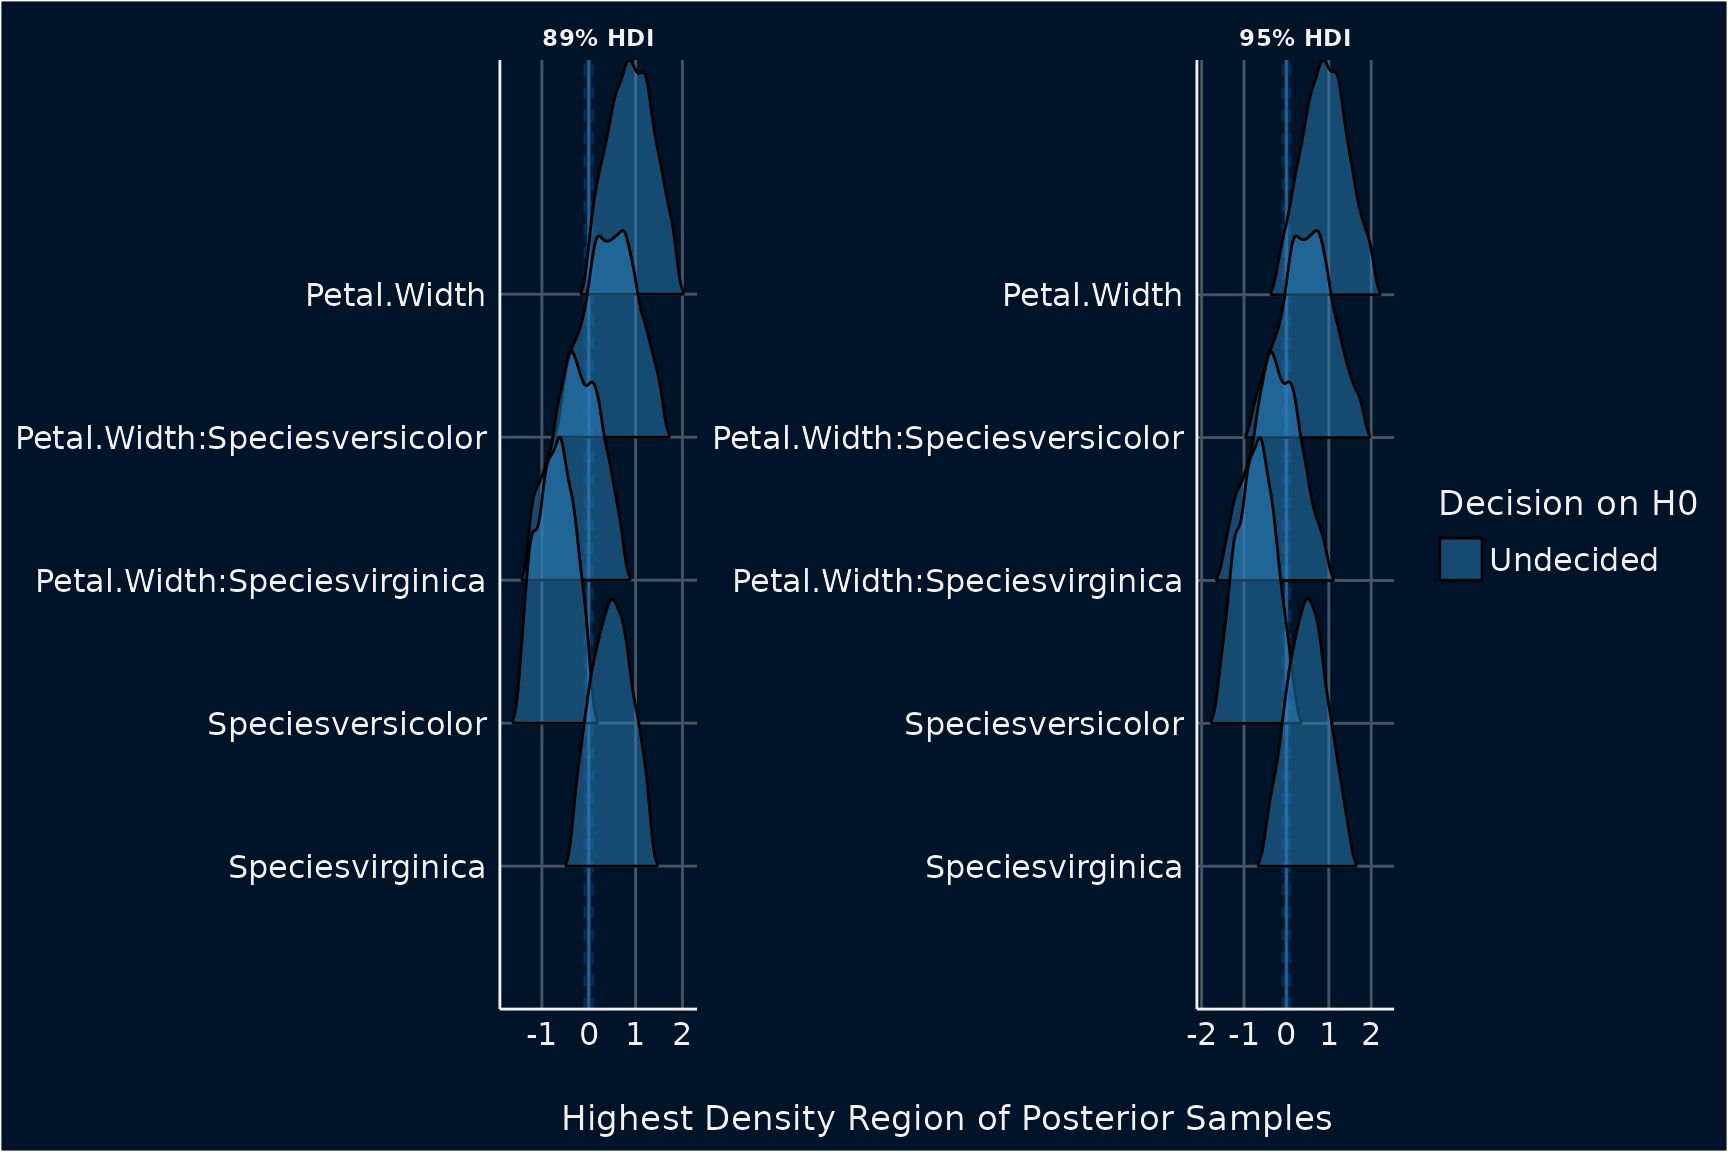 89% HDI
Petal.Width
Petal.Width:Speciesversicolor
Petal.Width:Speciesvirginica
Speciesversicolor
Speciesvirginica
-1 0 1 2
95% HDI
Petal.Width
Petal.Width:Speciesversicolor
Petal.Width:Speciesvirginica
Speciesversicolor
Speciesvirginica
-2 -1 0 1 2
Decision on H0
Undecided
Highest Density Region of Posterior Samples